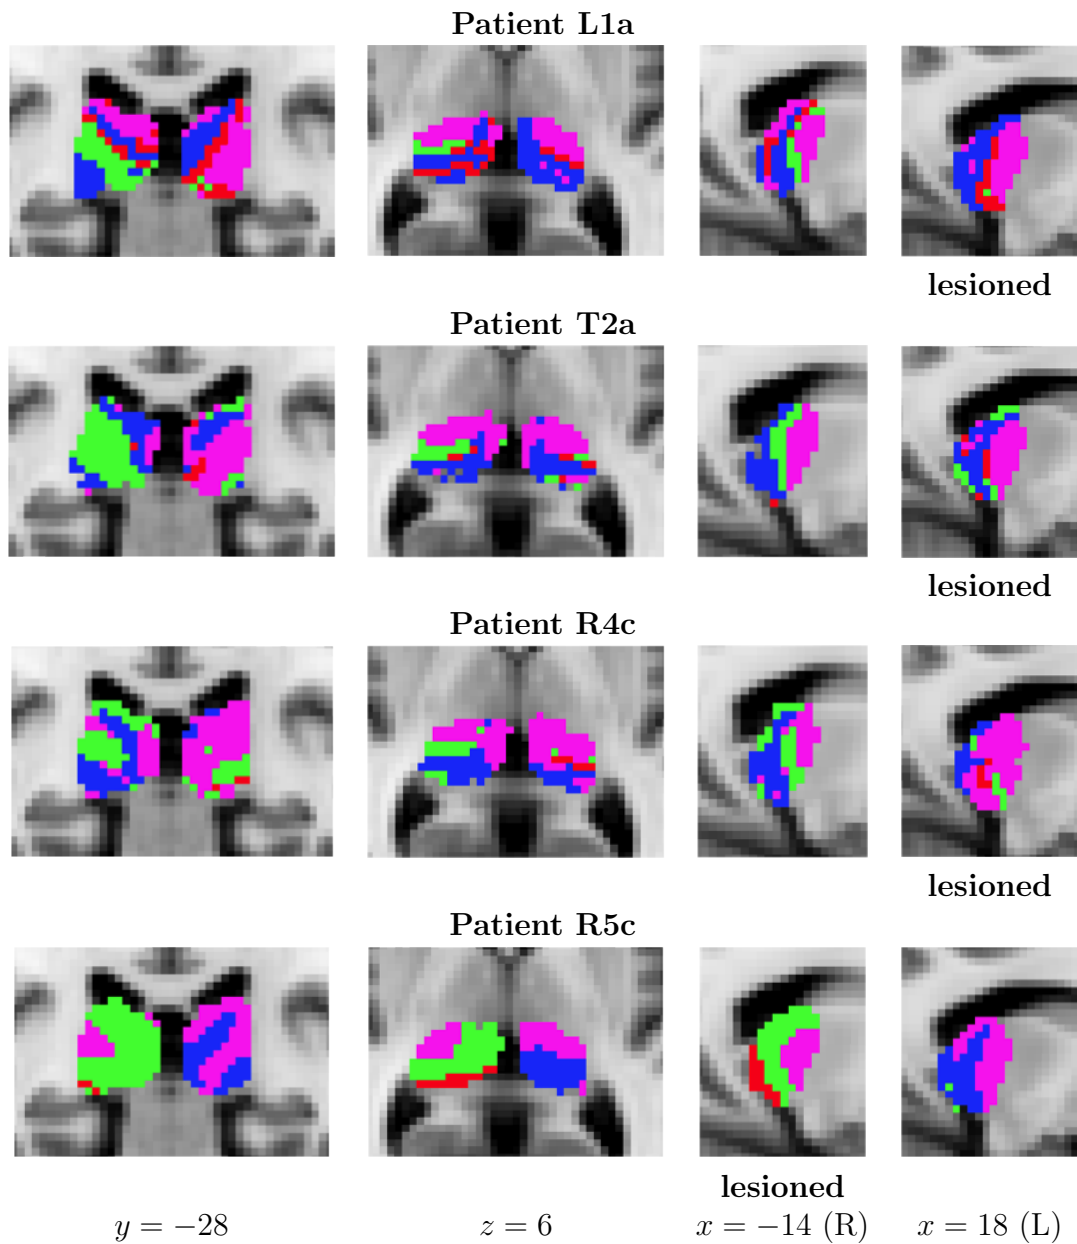 Patient L1a
lesioned
Patient T2a
lesioned
Patient R4c
lesioned
Patient R5c
lesioned
y = −28 z = 6 x = −14 (R) x = 18 (L)